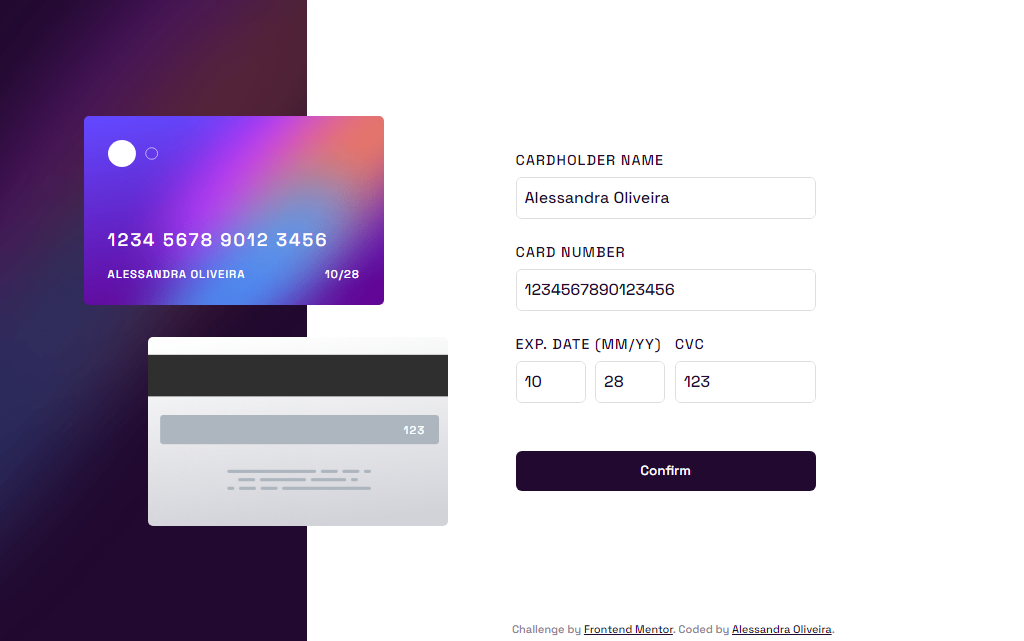 1234 5678 9012 3456
ALESSANDRA OLIVEIRA 10/28
123
CARDHOLDER NAME
Alessandra Oliveira
CARD NUMBER
1234567890123456
EXP. DATE (MM/YY) CVC
10 28 123
Confirm
Challenge by Frontend Mentor. Coded by Alessandra Oliveira.